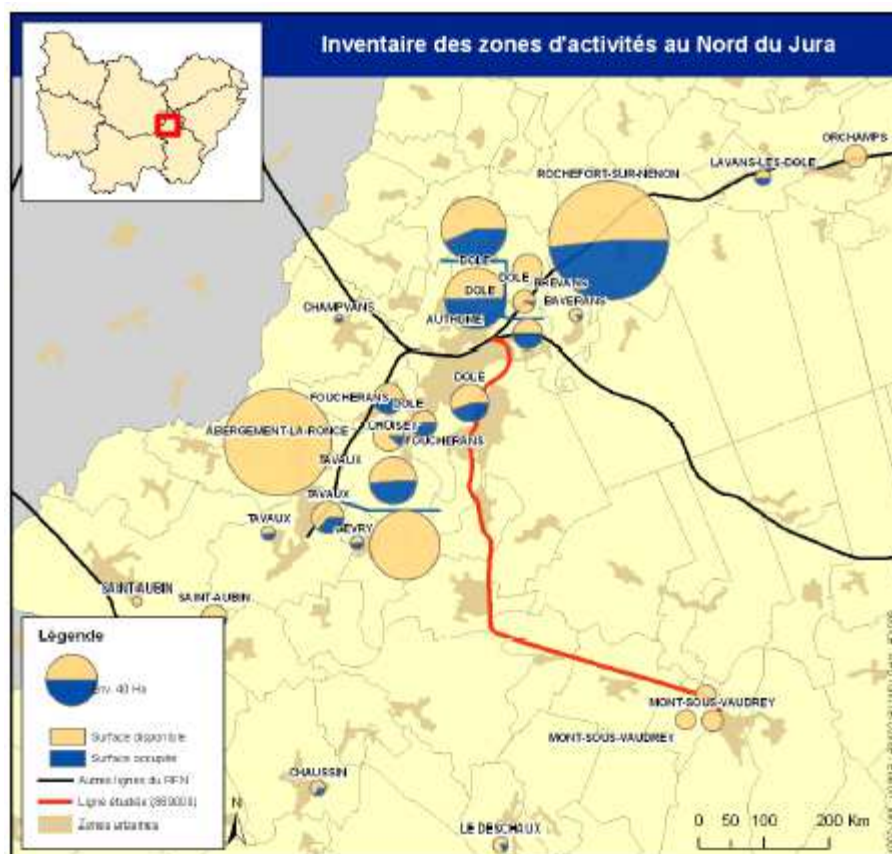 Inventaire des zones d'activités au Nord du Jura
ORCHAMPS
LAVANS-LES-DOLE
ROCHEFORT-SUR-NENON
DOLE
DOLE
BREVANS
DOLE
BAVERANS
CHAMPVANS
AUTHUME
DOLE
FOUCHERANS
DOLE
ABERGEMENT-LA-RONCE
CHOISEY
FOUCHERANS
TAVAUX
TAVAUX
TAVAUX
GEVRY
SAINT-AUBIN
SAINT-AUBIN
Légende
Env. 40 Ha
Surface disponible
Surface occupée
Autres lignes du RFN
Ligne étudiée
Zones urbaines
MONT-SOUS-VAUDREY
MONT-SOUS-VAUDREY
CHAUSSIN
N
LE DESCHAUX
0 50 100 200 Km